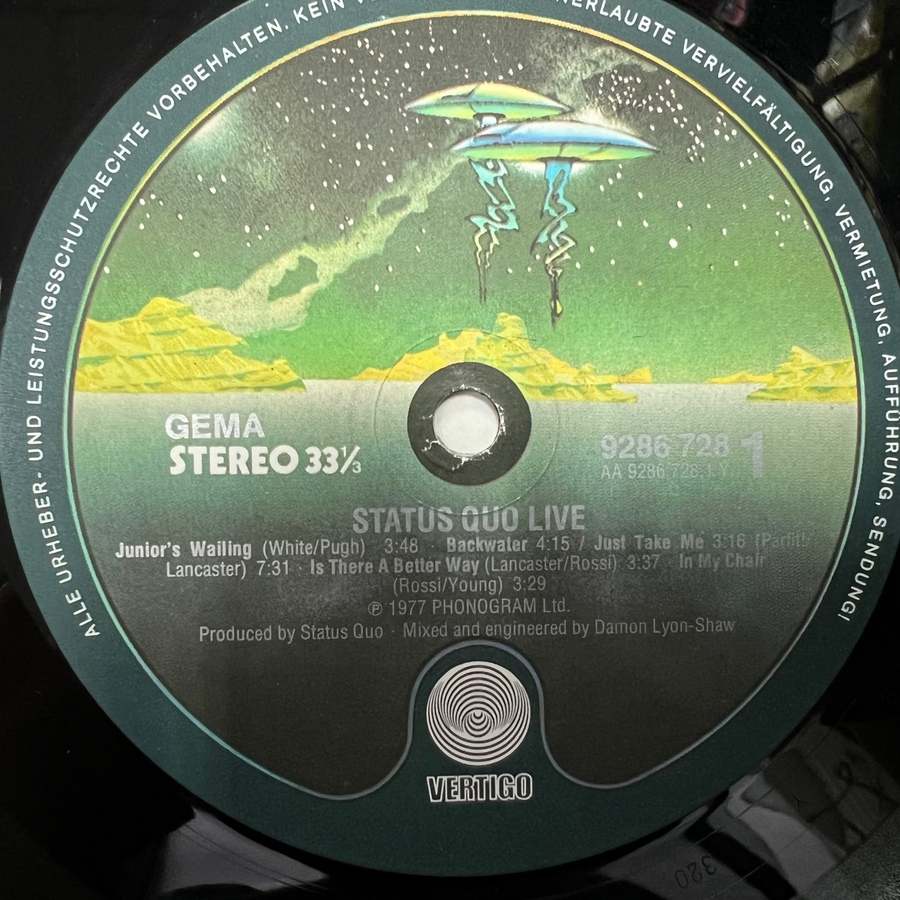 ALLE URHEBER- UND LEISTUNGSSCHUTZRECHTE VORBEHALTEN. KEIN V
NERLAUBTE VERVIELFÄLTIGUNG, VERMIETUNG, AUFFÜHRUNG, SENDUNG!
GEMA
STEREO 33⅓
9286 728 1
AA 9286 728 1 Y
STATUS QUO LIVE
Junior's Wailing (White/Pugh) 3:48 · Backwater 4:15 / Just Take Me 3:16 (Parfitt/
Lancaster) 7:31 · Is There A Better Way (Lancaster/Rossi) 3:37 · In My Chair
(Rossi/Young) 3:29
℗ 1977 PHONOGRAM Ltd.
Produced by Status Quo · Mixed and engineered by Damon Lyon-Shaw
VERTIGO
320